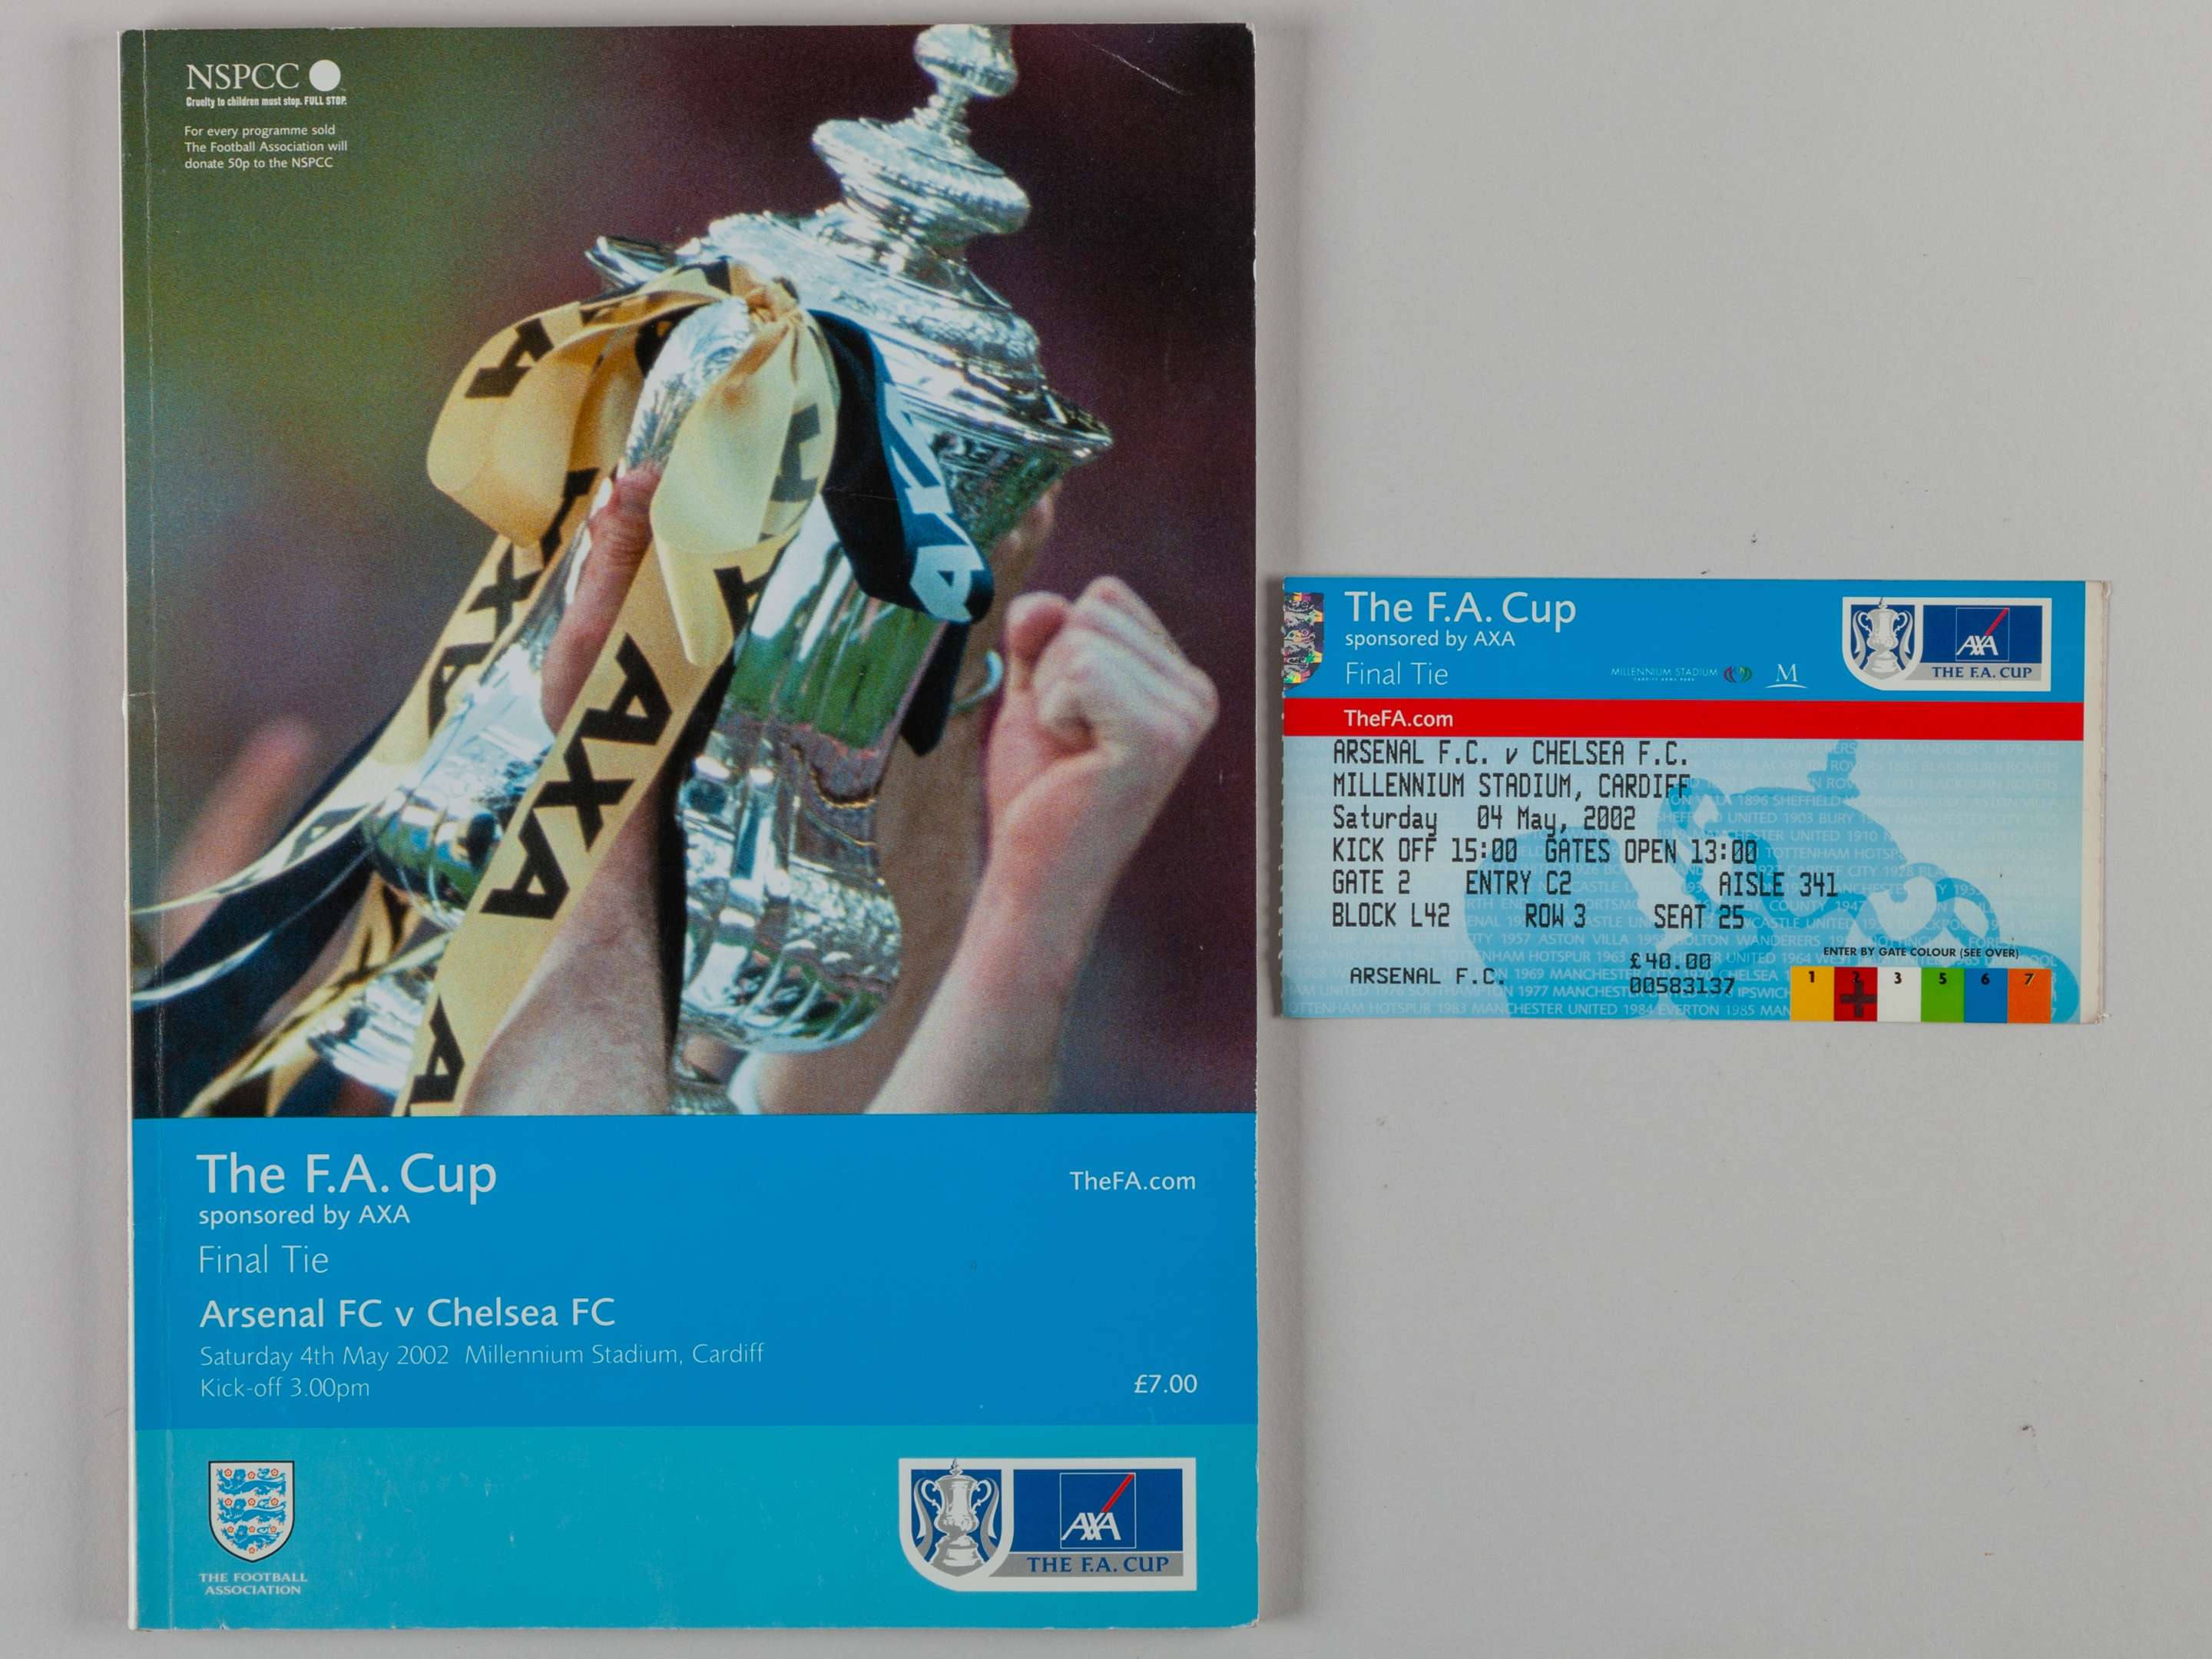 NSPCC
Cruelty to children must stop. FULL STOP.
For every programme sold
The Football Association will
donate 50p to the NSPCC
AXA
AXA
The F.A. Cup
sponsored by AXA
Final Tie
Arsenal FC v Chelsea FC
Saturday 4th May 2002 Millennium Stadium, Cardiff
Kick-off 3.00pm
TheFA.com
£7.00
THE FOOTBALL
ASSOCIATION
AXA
THE F.A. CUP
The F.A. Cup
sponsored by AXA
Final Tie
MILLENNIUM STADIUM
M
AXA
THE F.A. CUP
TheFA.com
ARSENAL F.C. v CHELSEA F.C.
MILLENNIUM STADIUM, CARDIFF
Saturday 04 May, 2002
KICK OFF 15:00 GATES OPEN 13:00
GATE 2 ENTRY C2 AISLE 341
BLOCK L42 ROW 3 SEAT 25
ENTER BY GATE COLOUR (SEE OVER)
£40.00
ARSENAL F.C. 00583137
1 2 3 5 6 7